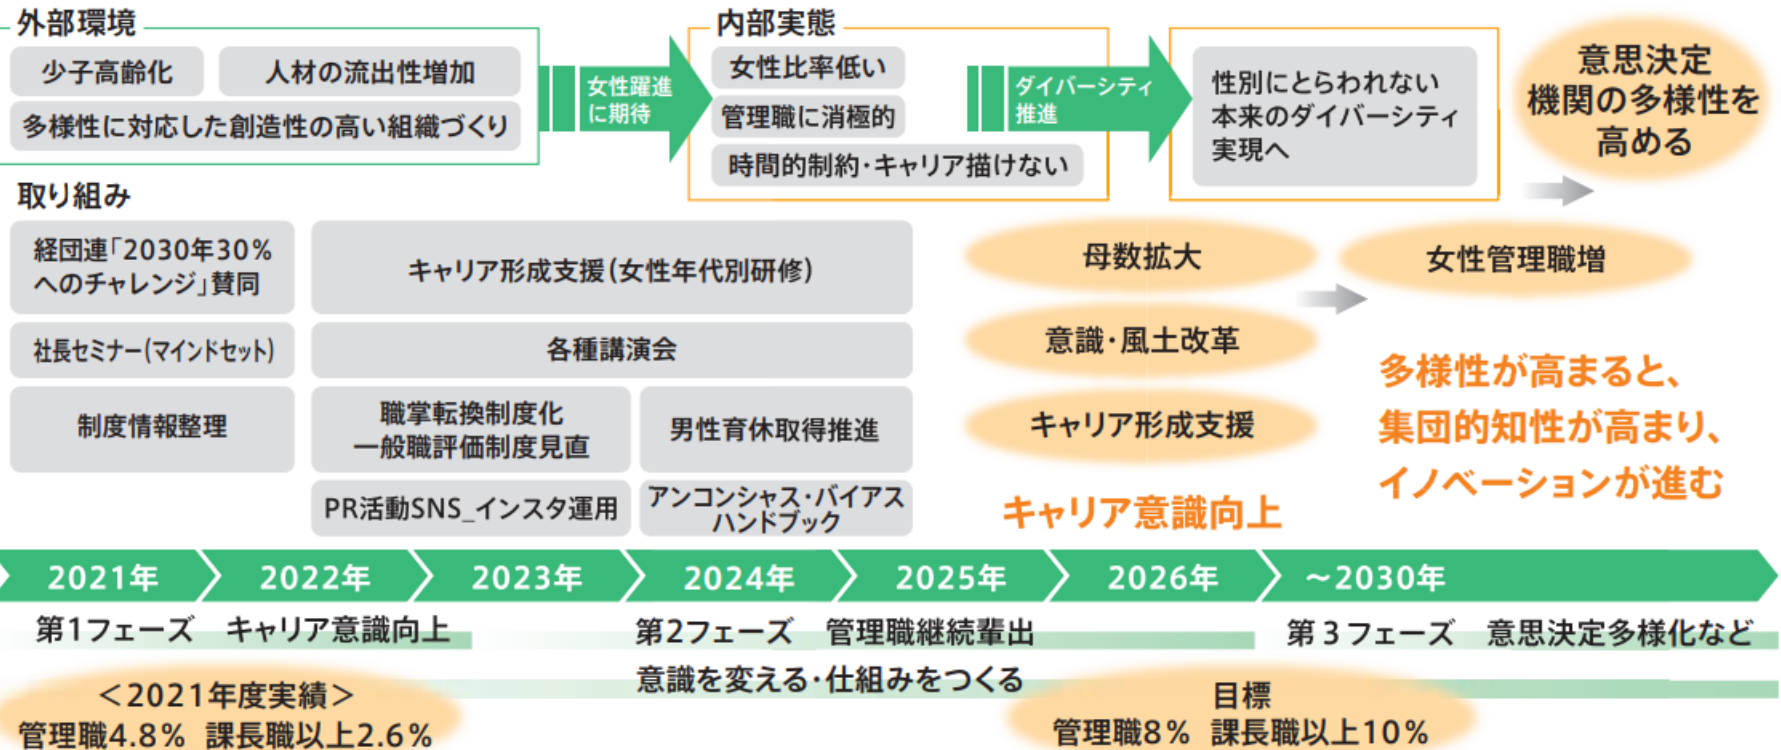 外部環境
少子高齢化
人材の流出性増加
多様性に対応した創造性の高い組織づくり
女性躍進
に期待
内部実態
女性比率低い
管理職に消極的
時間的制約・キャリア描けない
ダイバーシティ
推進
性別にとらわれない
本来のダイバーシティ
実現へ
意思決定
機関の多様性を
高める
取り組み
経団連「2030年30%
へのチャレンジ」賛同
キャリア形成支援(女性年代別研修)
社長セミナー(マインドセット)
各種講演会
制度情報整理
職掌転換制度化
一般職評価制度見直
男性育休取得推進
PR活動SNS_インスタ運用
アンコンシャス・バイアス
ハンドブック
母数拡大
意識・風土改革
キャリア形成支援
キャリア意識向上
女性管理職増
多様性が高まると、
集団的知性が高まり、
イノベーションが進む
2021年
2022年
2023年
2024年
2025年
2026年
～2030年
第1フェーズ キャリア意識向上
第2フェーズ 管理職継続輩出
第3フェーズ 意思決定多様化など
意識を変える・仕組みをつくる
＜2021年度実績＞
管理職4.8% 課長職以上2.6%
目標
管理職8% 課長職以上10%